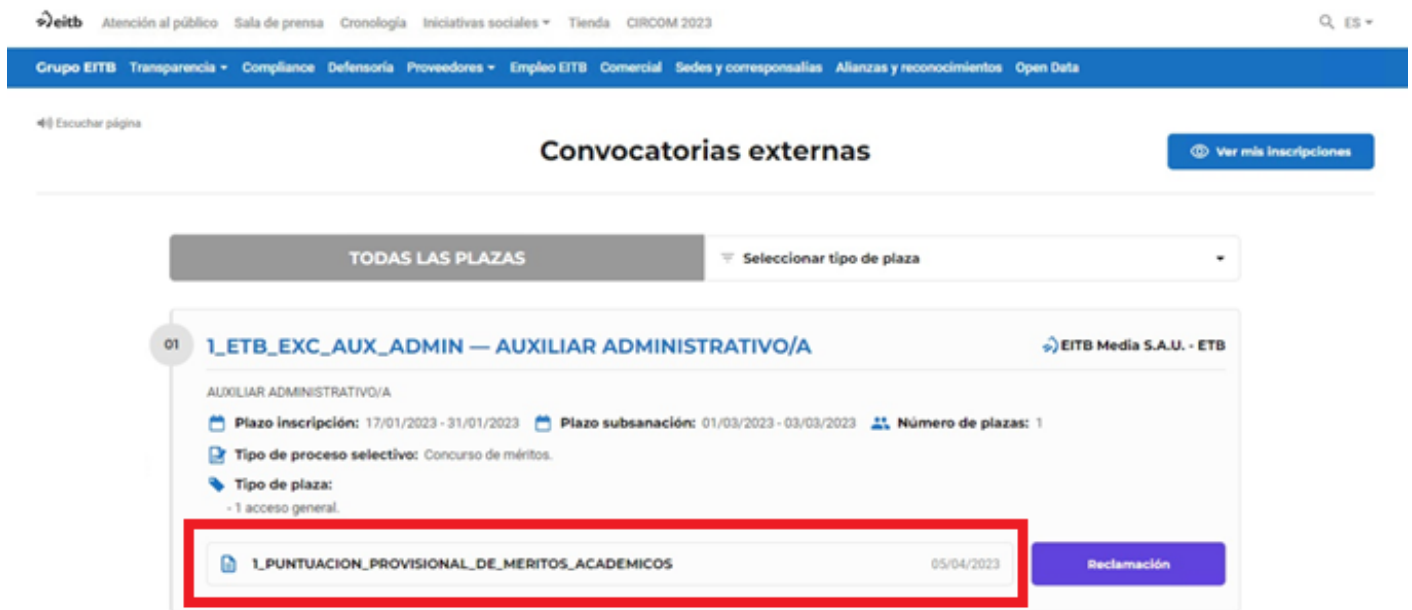 eitb Atención al público Sala de prensa Cronología Iniciativas sociales Tienda CIRCOM 2023 ES
Grupo EITB Transparencia Compliance Defensoría Proveedores Empleo EITB Comercial Sedes y corresponsalías Alianzas y reconocimientos Open Data
Escuchar página
Convocatorias externas
Ver mis inscripciones
TODAS LAS PLAZAS
Seleccionar tipo de plaza
01
1_ETB_EXC_AUX_ADMIN — AUXILIAR ADMINISTRATIVO/A
eitb EITB Media S.A.U. - ETB
AUXILIAR ADMINISTRATIVO/A
Plazo inscripción: 17/01/2023 - 31/01/2023 Plazo subsanación: 01/03/2023 - 03/03/2023 Número de plazas: 1
Tipo de proceso selectivo: Concurso de méritos.
Tipo de plaza:
- 1 acceso general.
1_PUNTUACION_PROVISIONAL_DE_MERITOS_ACADEMICOS 05/04/2023
Reclamación